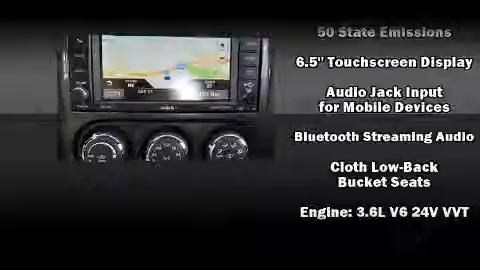 50 State Emissions
6.5" Touchscreen Display
Audio Jack Input
for Mobile Devices
Bluetooth Streaming Audio
Cloth Low-Back
Bucket Seats
Engine: 3.6L V6 24V VVT